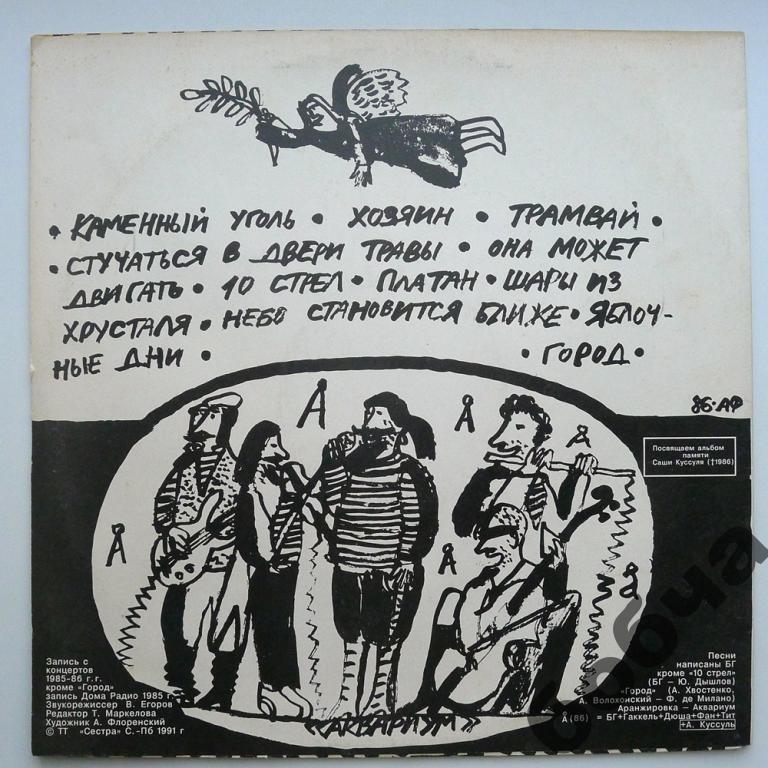 • КАМЕННЫЙ УГОЛЬ • ХОЗЯИН • ТРАМВАЙ •
• СТУЧАТЬСЯ В ДВЕРИ ТРАВЫ • ОНА МОЖЕТ
ДВИГАТЬ • 10 СТРЕЛ • ПЛАТАН • ШАРЫ ИЗ
ХРУСТАЛЯ • НЕБО СТАНОВИТСЯ БЛИЖЕ • ЯБЛОЧ-
НЫЕ ДНИ • • ГОРОД •
86·АФ
Посвящаем альбом
памяти
Саши Куссуля (†1986)
Å
Å
Å
Å
Å
Å
Запись с
концертов
1985-86 г.г.
кроме «Город»
запись Дома Радио 1985 г.
Звукорежиссер В. Егоров
Редактор Т. Маркелова
Художник А. Флоренский
© ТТ "Сестра" С.-Пб 1991 г
«АКВАРИУМ»
Песни
написаны БГ
кроме «10 стрел»
(БГ — Ю. Дышлов)
«Город» (А. Хвостенко,
А. Волохонский — Ф. де Милано)
Аранжировка — Аквариум
Å (86) = БГ+Гаккель+Дюша+Фан+Тит
+А. Куссуль
бобча